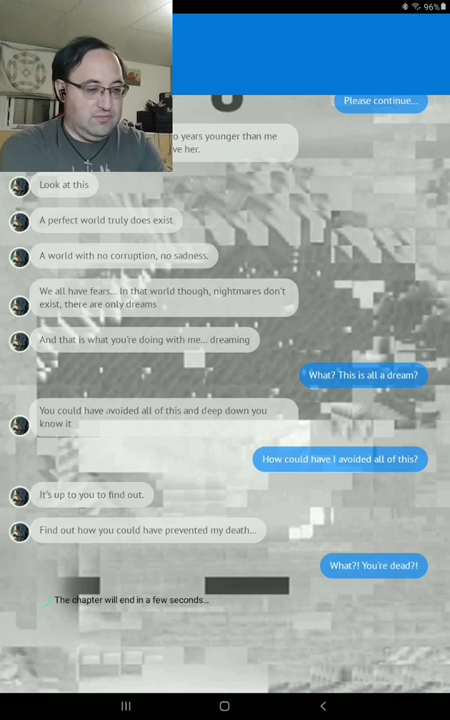 96%
Please continue...
o years younger than me
ve her.
Look at this
A perfect world truly does exist
A world with no corruption, no sadness.
We all have fears... In that world though, nightmares don't
exist, there are only dreams
And that is what you're doing with me... dreaming
What? This is all a dream?
You could have avoided all of this and deep down you
know it
How could have I avoided all of this?
It's up to you to find out.
Find out how you could have prevented my death...
What?! You're dead?!
The chapter will end in a few seconds...